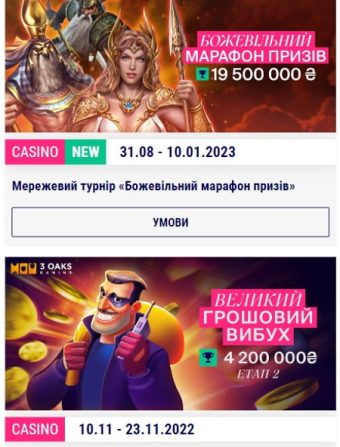 БОЖЕВІЛЬНИЙ
МАРАФОН ПРИЗІВ
19 500 000 ₴
CASINO NEW 31.08 - 10.01.2023
Мережевий турнір «Божевільний марафон призів»
УМОВИ
3 OAKS
GAMING
ВЕЛИКИЙ
ГРОШОВИЙ
ВИБУХ
4 200 000₴
ЕТАП 2
CASINO 10.11 - 23.11.2022